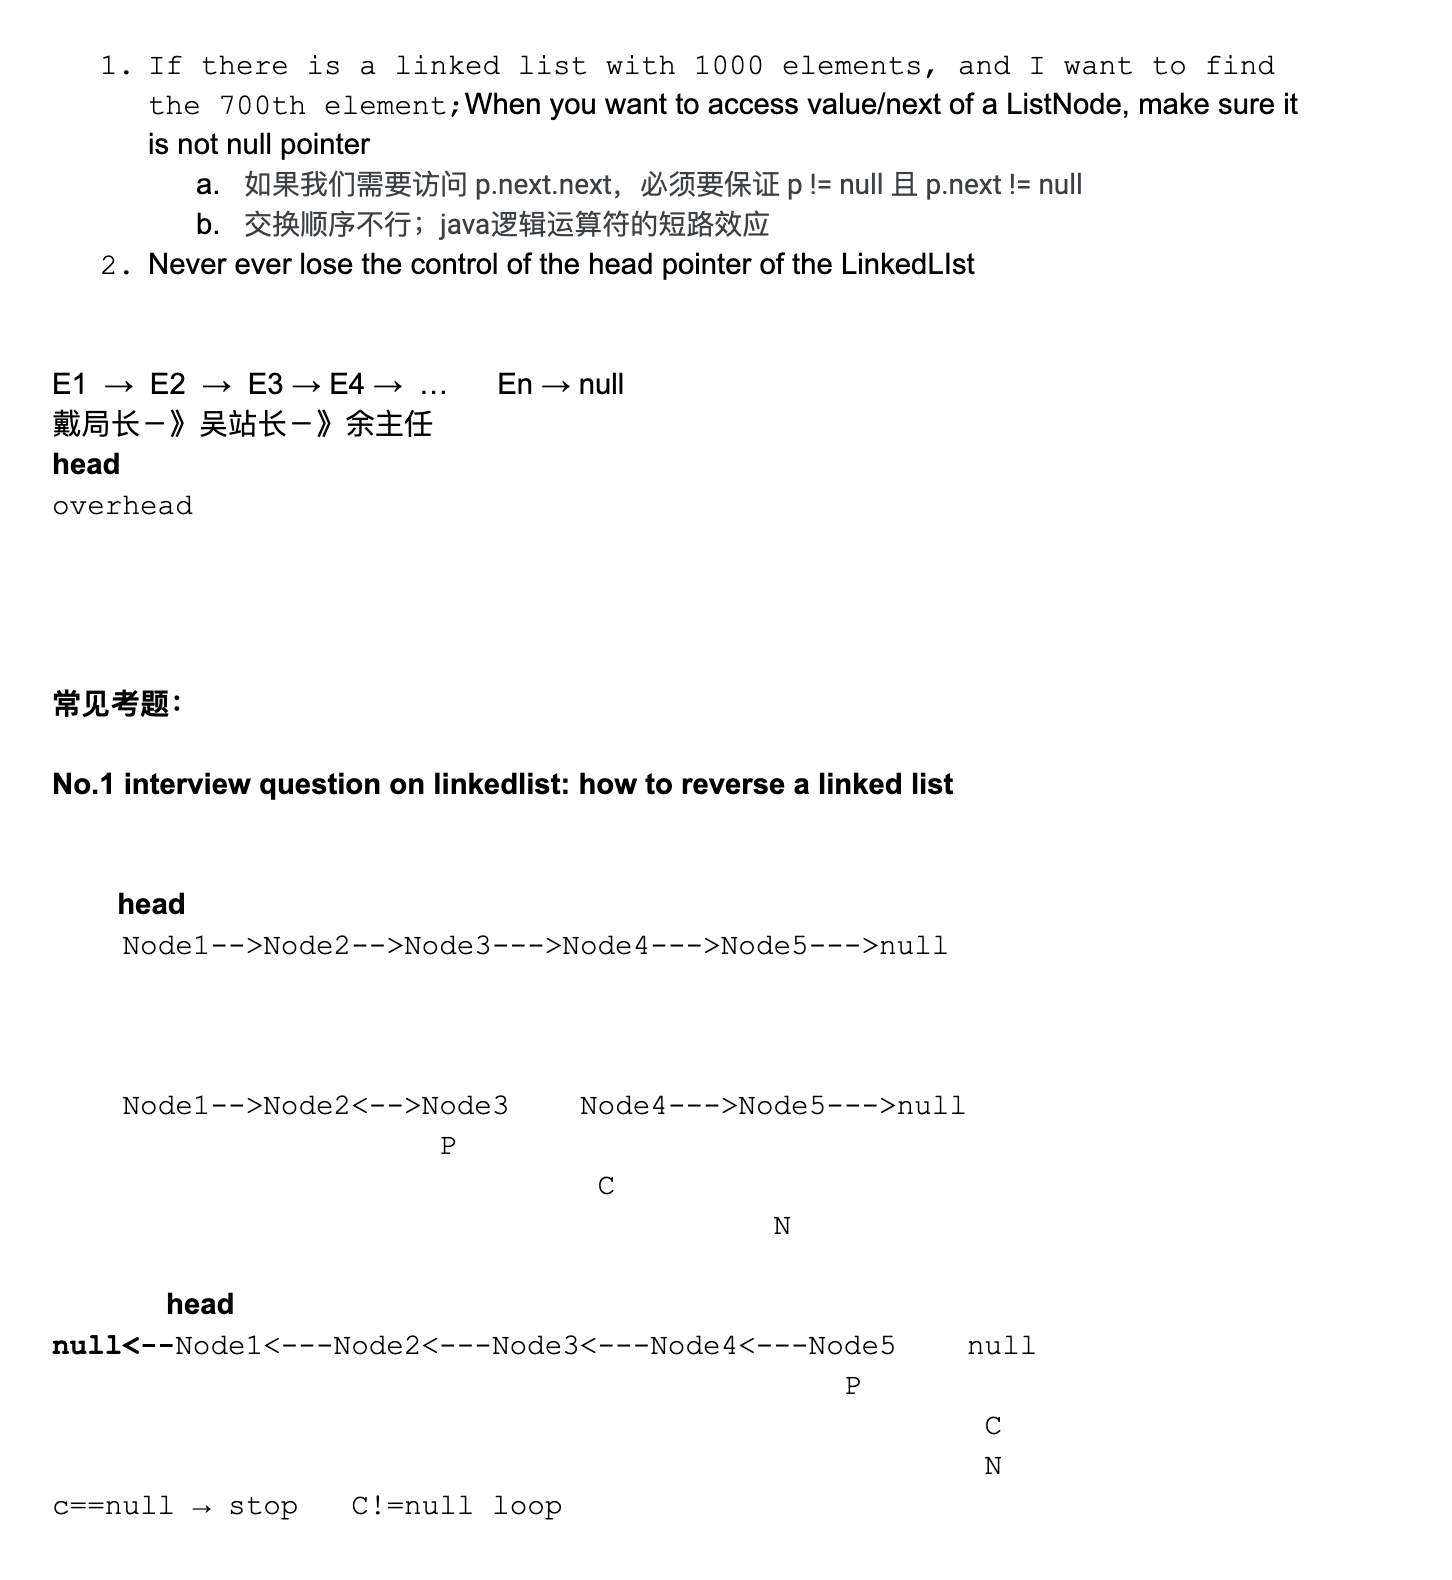 1. If there is a linked list with 1000 elements, and I want to find
the 700th element;When you want to access value/next of a ListNode, make sure it
is not null pointer
a. 如果我们需要访问 p.next.next，必须要保证 p != null 且 p.next != null
b. 交换顺序不行；java逻辑运算符的短路效应
2. Never ever lose the control of the head pointer of the LinkedLIst
E1 → E2 → E3 → E4 → … En → null
戴局长－》吴站长－》余主任
head
overhead
常见考题：
No.1 interview question on linkedlist: how to reverse a linked list
head
Node1-->Node2-->Node3--->Node4--->Node5--->null
Node1-->Node2<-->Node3 Node4--->Node5--->null
P
C
N
head
null<--Node1<---Node2<---Node3<---Node4<---Node5 null
P
C
N
c==null → stop C!=null loop